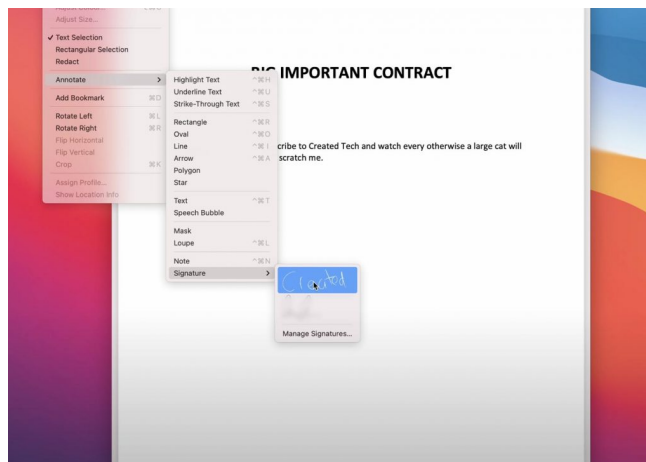 Adjust Size...
✓ Text Selection
Rectangular Selection
Redact
Annotate >
Add Bookmark ⌘D
Rotate Left ⌘L
Rotate Right ⌘R
Flip Horizontal
Flip Vertical
Crop ⌘K
Assign Profile...
Show Location Info
Highlight Text ^⌘H
Underline Text ^⌘U
Strike-Through Text ^⌘S
Rectangle ^⌘R
Oval ^⌘O
Line ^⌘I
Arrow ^⌘A
Polygon
Star
Text ^⌘T
Speech Bubble
Mask
Loupe ^⌘L
Note ^⌘N
Signature >
Created
Manage Signatures...
IMPORTANT CONTRACT
to Created Tech and watch every otherwise a large cat will
scratch me.